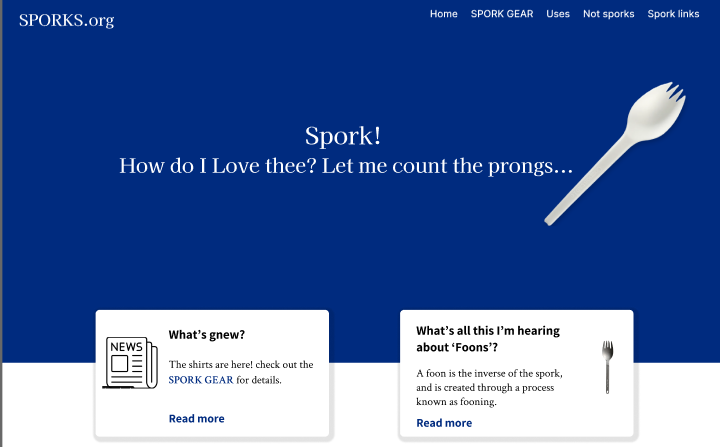 SPORKS.org
Home SPORK GEAR Uses Not sporks Spork links
Spork!
How do I Love thee? Let me count the prongs...
NEWS
What's gnew?
The shirts are here! check out the
SPORK GEAR for details.
Read more
What's all this I'm hearing
about ‘Foons’?
A foon is the inverse of the spork,
and is created through a process
known as fooning.
Read more